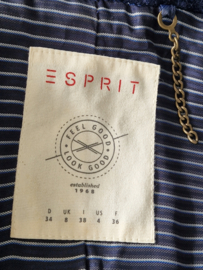 ESPRIT
FEEL GOOD
LOOK GOOD
established
1968
D UK I US F
34 8 38 4 36